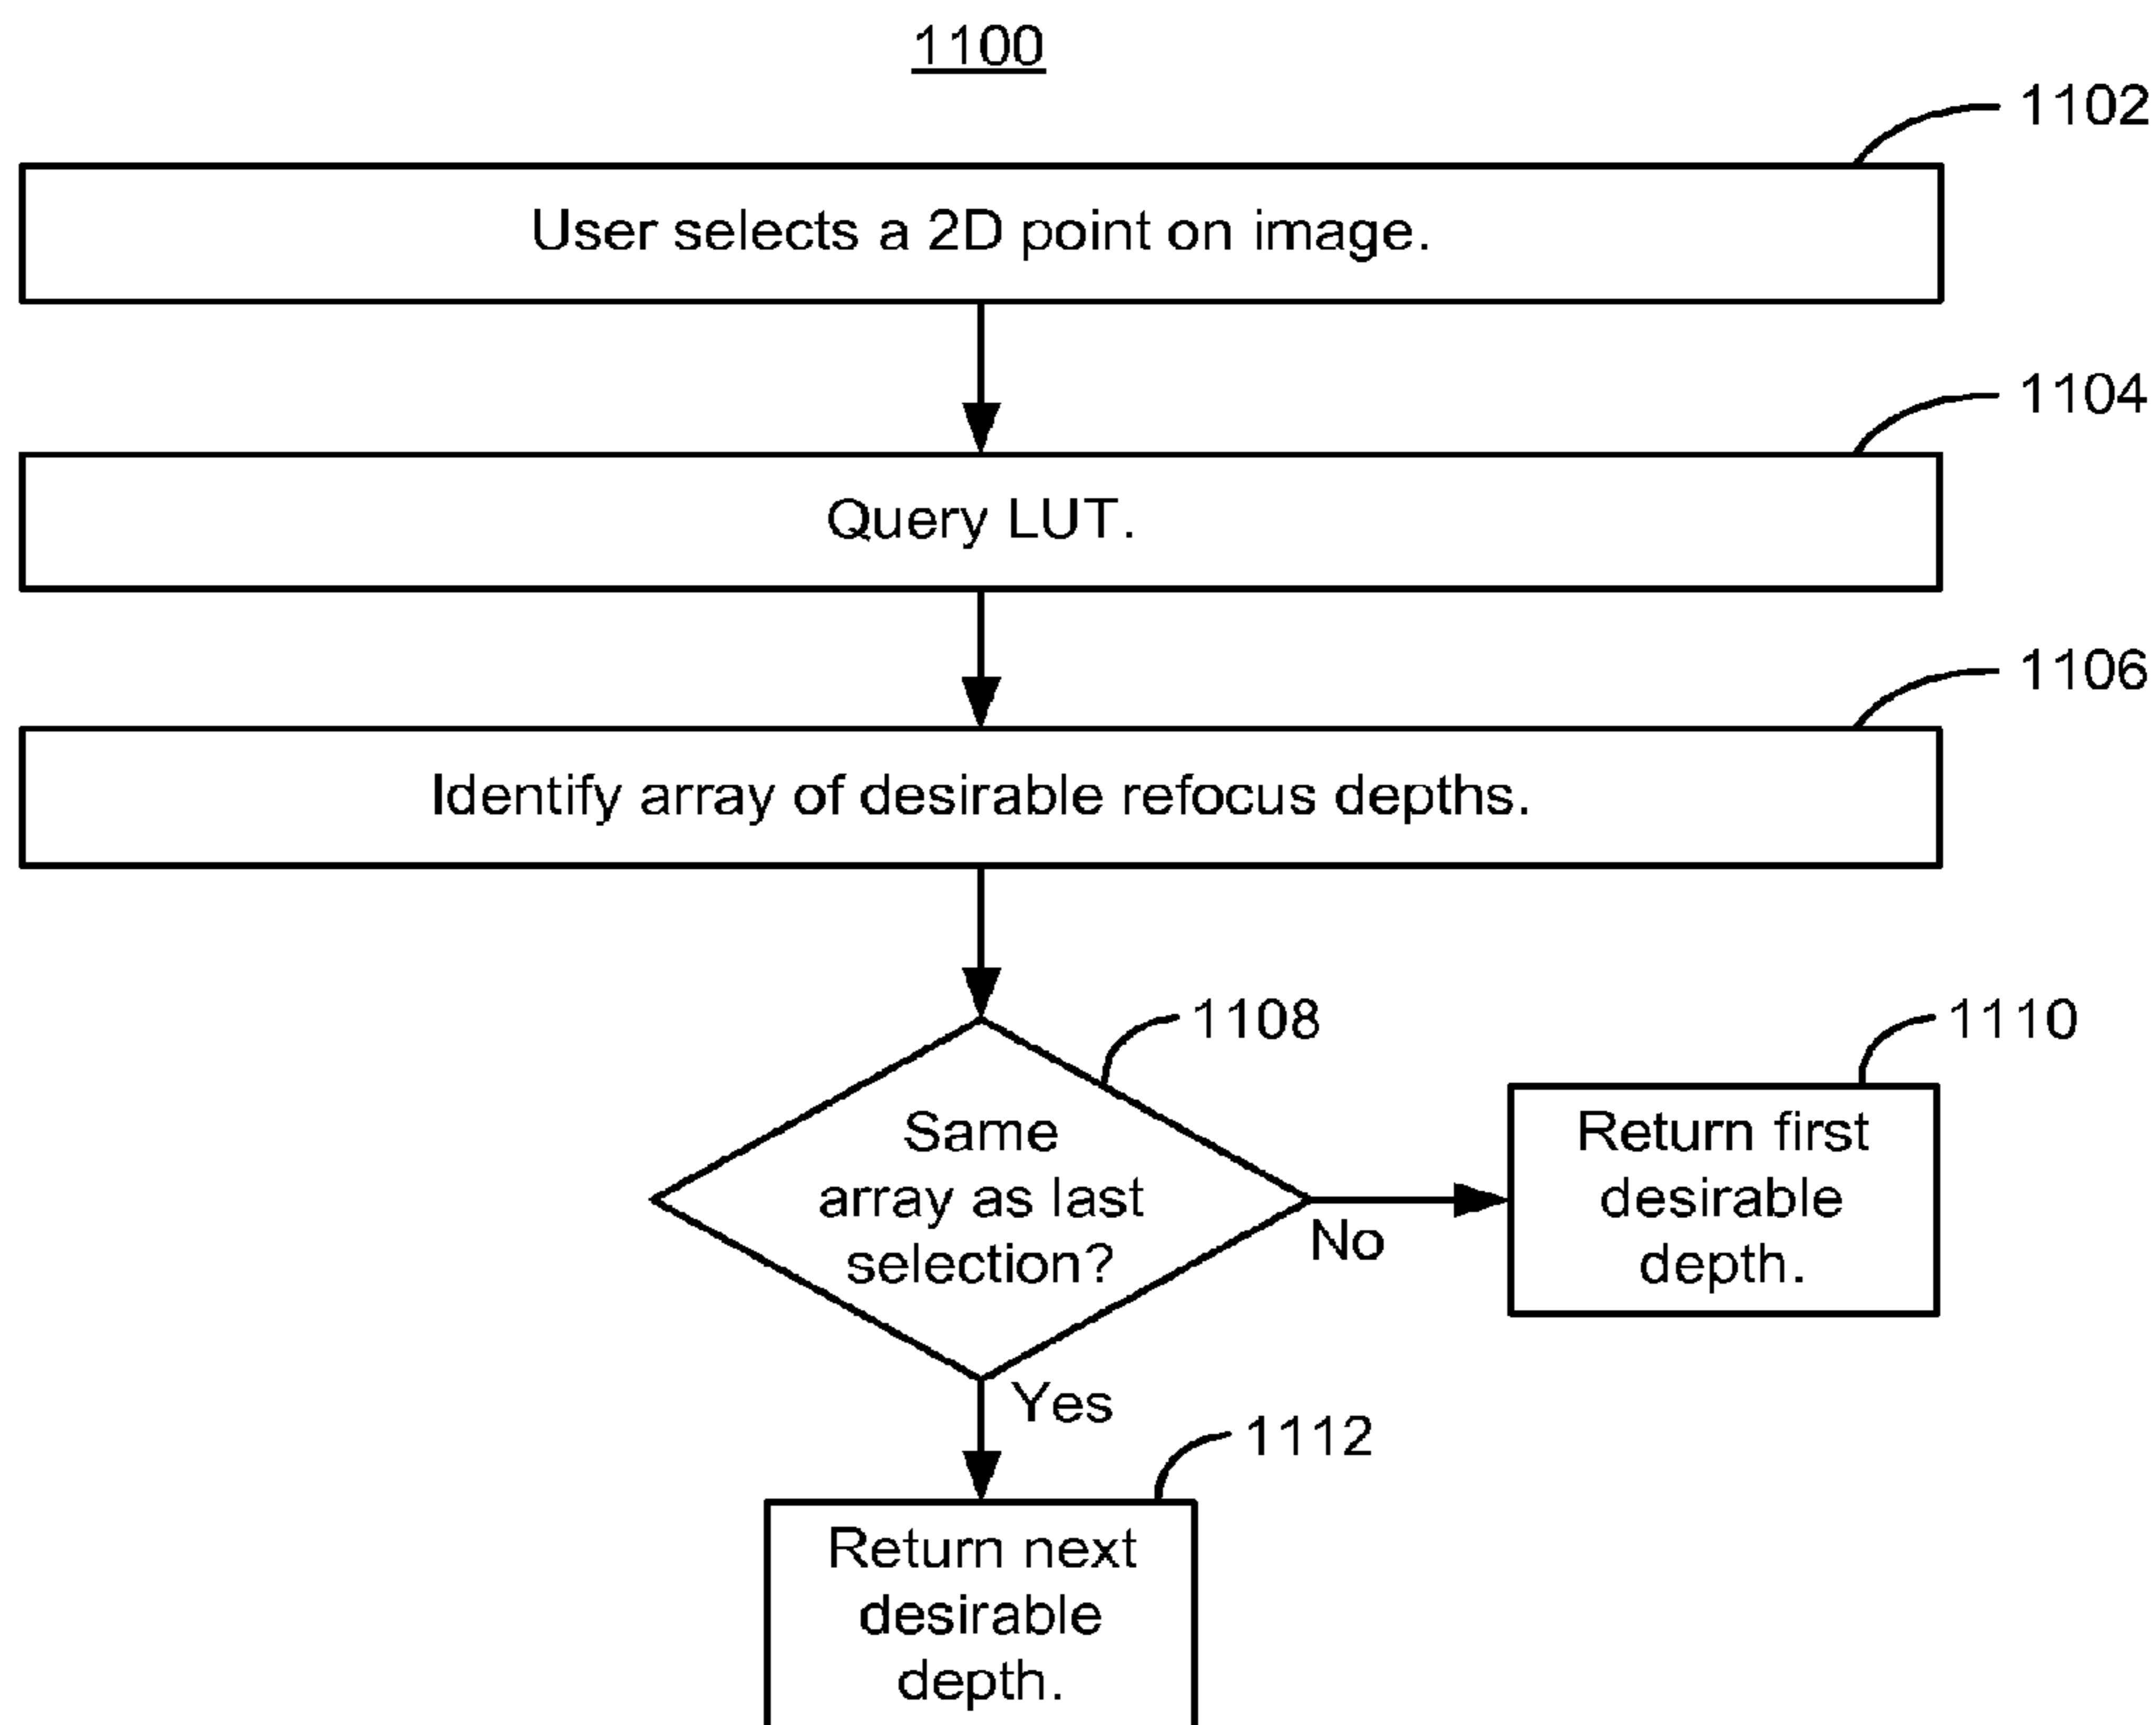 1100
1102
User selects a 2D point on image.
1104
Query LUT.
1106
Identify array of desirable refocus depths.
1108
1110
Same
array as last
selection?
No
Return first
desirable
depth.
Yes
1112
Return next
desirable
depth.